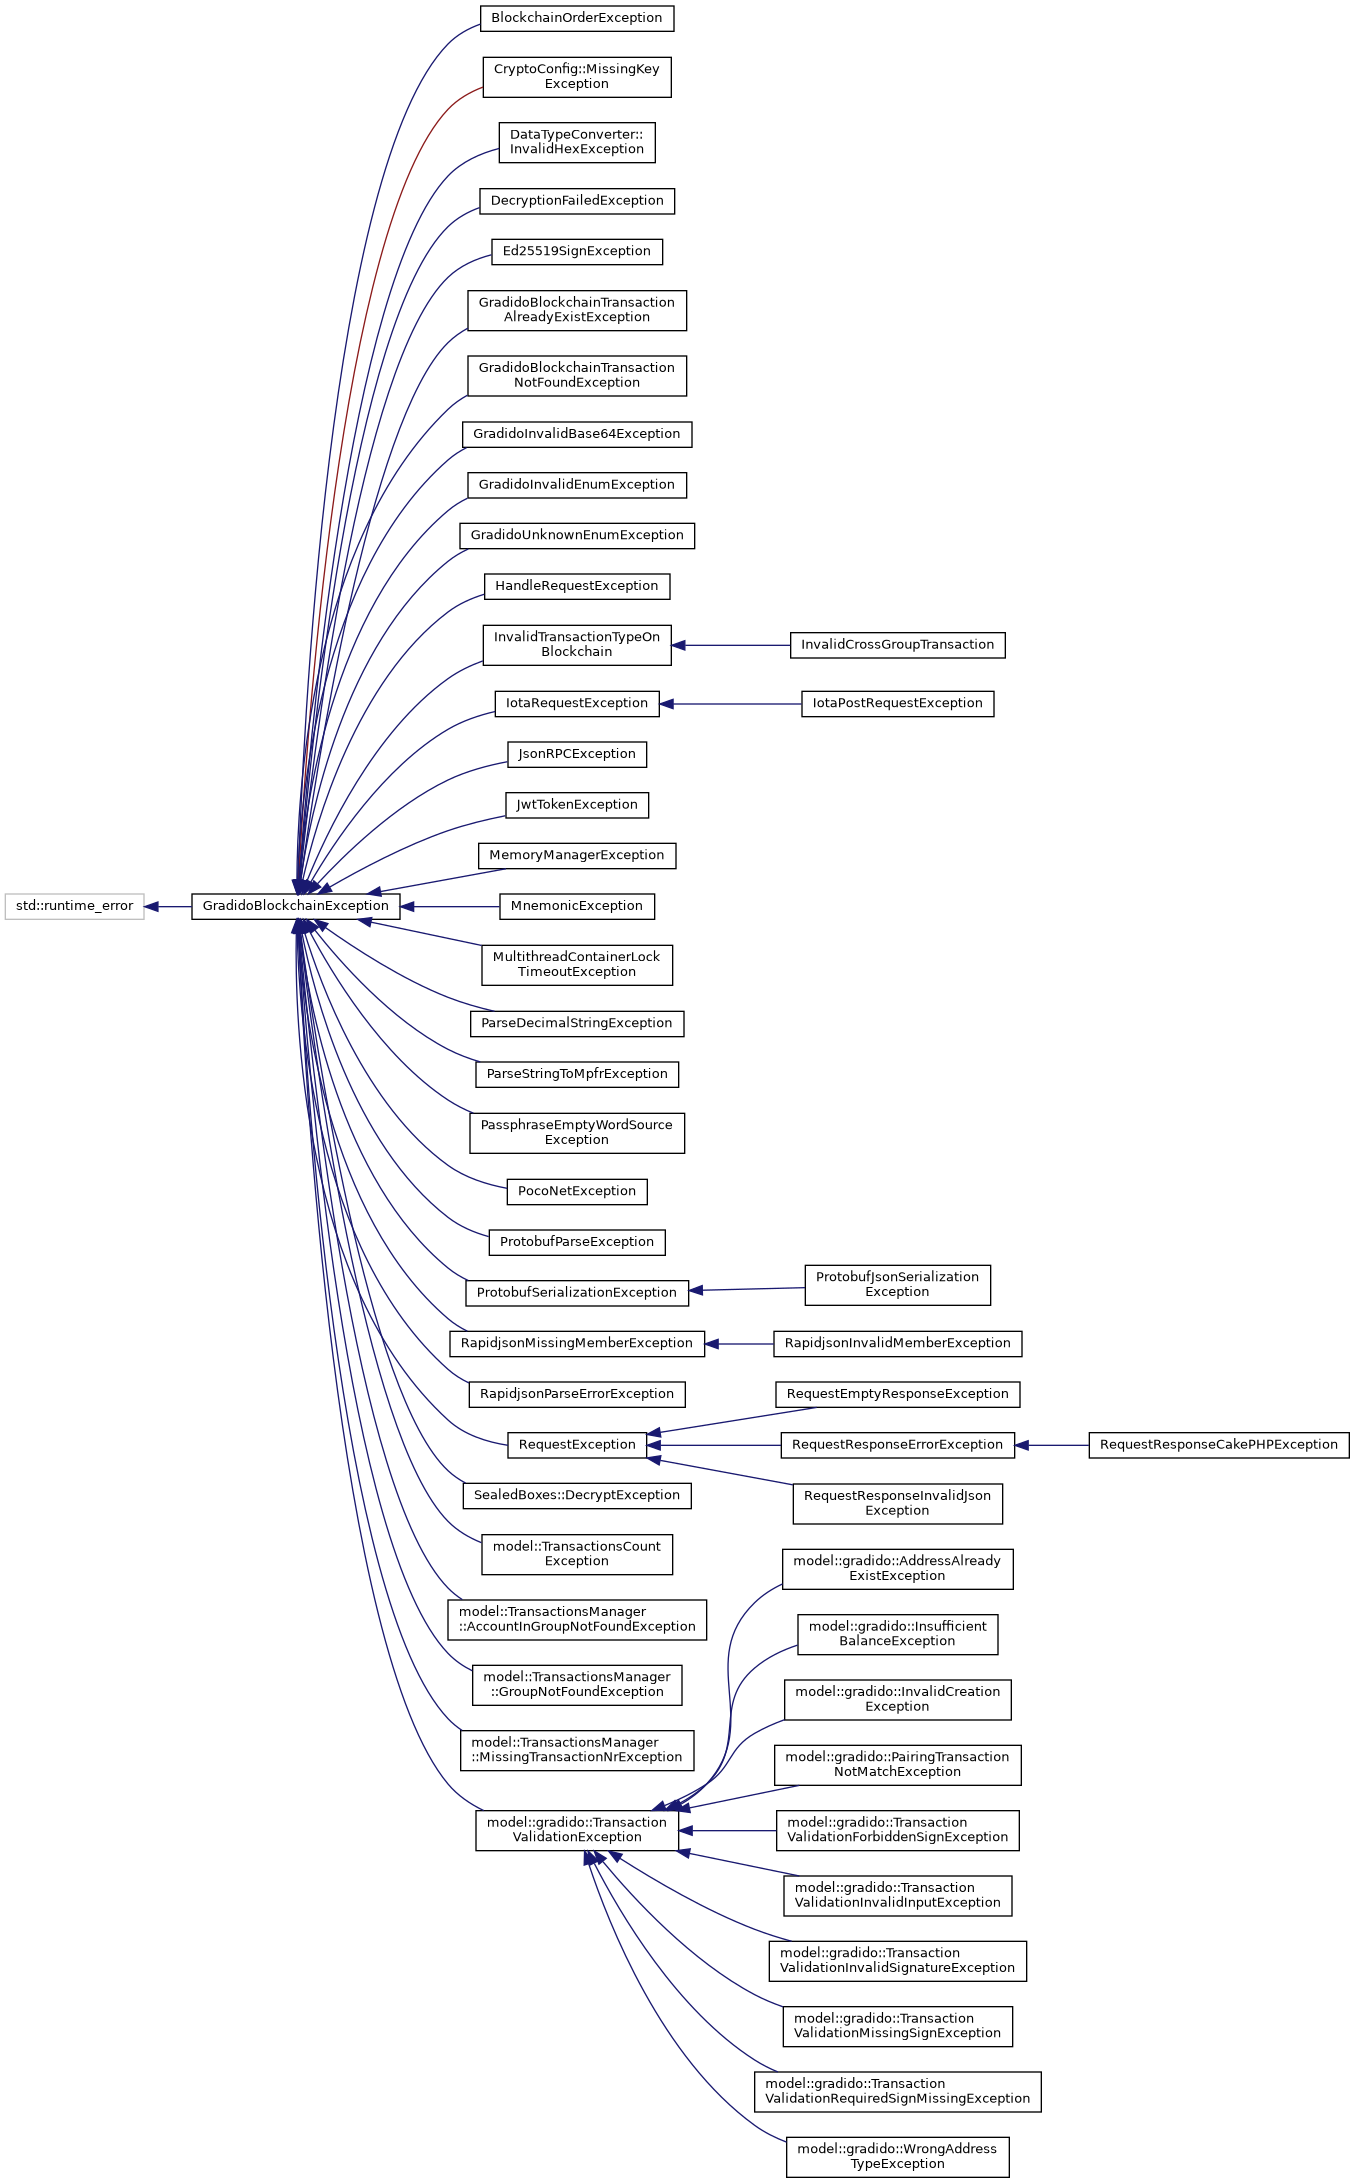 BlockchainOrderException
CryptoConfig::MissingKey
Exception
DataTypeConverter::
InvalidHexException
DecryptionFailedException
Ed25519SignException
GradidoBlockchainTransaction
AlreadyExistException
GradidoBlockchainTransaction
NotFoundException
GradidoInvalidBase64Exception
GradidoInvalidEnumException
GradidoUnknownEnumException
HandleRequestException
InvalidTransactionTypeOn
Blockchain
InvalidCrossGroupTransaction
IotaRequestException
IotaPostRequestException
JsonRPCException
JwtTokenException
MemoryManagerException
std::runtime_error
GradidoBlockchainException
MnemonicException
MultithreadContainerLock
TimeoutException
ParseDecimalStringException
ParseStringToMpfrException
PassphraseEmptyWordSource
Exception
PocoNetException
ProtobufParseException
ProtobufSerializationException
ProtobufJsonSerialization
Exception
RapidjsonMissingMemberException
RapidjsonInvalidMemberException
RapidjsonParseErrorException
RequestEmptyResponseException
RequestException
RequestResponseErrorException
RequestResponseCakePHPException
SealedBoxes::DecryptException
RequestResponseInvalidJson
Exception
model::TransactionsCount
Exception
model::gradido::AddressAlready
ExistException
model::TransactionsManager
::AccountInGroupNotFoundException
model::gradido::Insufficient
BalanceException
model::TransactionsManager
::GroupNotFoundException
model::gradido::InvalidCreation
Exception
model::TransactionsManager
::MissingTransactionNrException
model::gradido::PairingTransaction
NotMatchException
model::gradido::Transaction
ValidationException
model::gradido::Transaction
ValidationForbiddenSignException
model::gradido::Transaction
ValidationInvalidInputException
model::gradido::Transaction
ValidationInvalidSignatureException
model::gradido::Transaction
ValidationMissingSignException
model::gradido::Transaction
ValidationRequiredSignMissingException
model::gradido::WrongAddress
TypeException